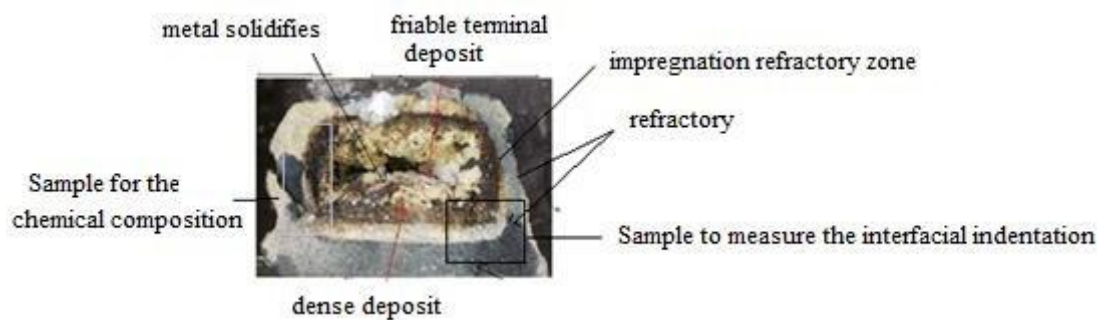 metal solidifies
friable terminal
deposit
impregnation refractory zone
refractory
Sample for the
chemical composition
Sample to measure the interfacial indentation
dense deposit